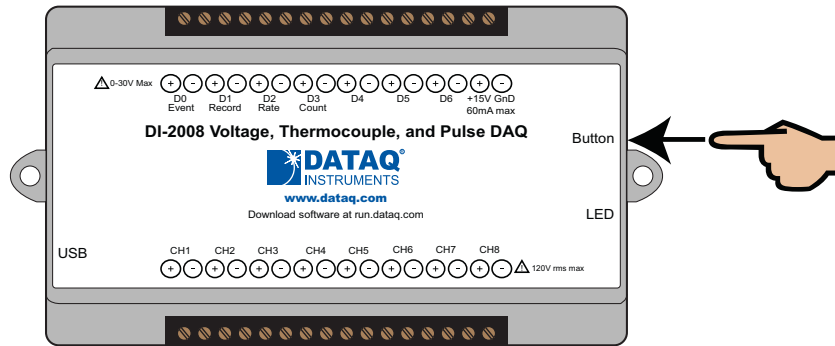 0-30V Max
+ - + - + - + - + - + - + - + -
D0 D1 D2 D3 D4 D5 D6 +15V GnD
Event Record Rate Count 60mA max
DI-2008 Voltage, Thermocouple, and Pulse DAQ
Button
DATAQ®
INSTRUMENTS
www.dataq.com
Download software at run.dataq.com
LED
USB
CH1 CH2 CH3 CH4 CH5 CH6 CH7 CH8
+ - + - + - + - + - + - + - + -
120V rms max